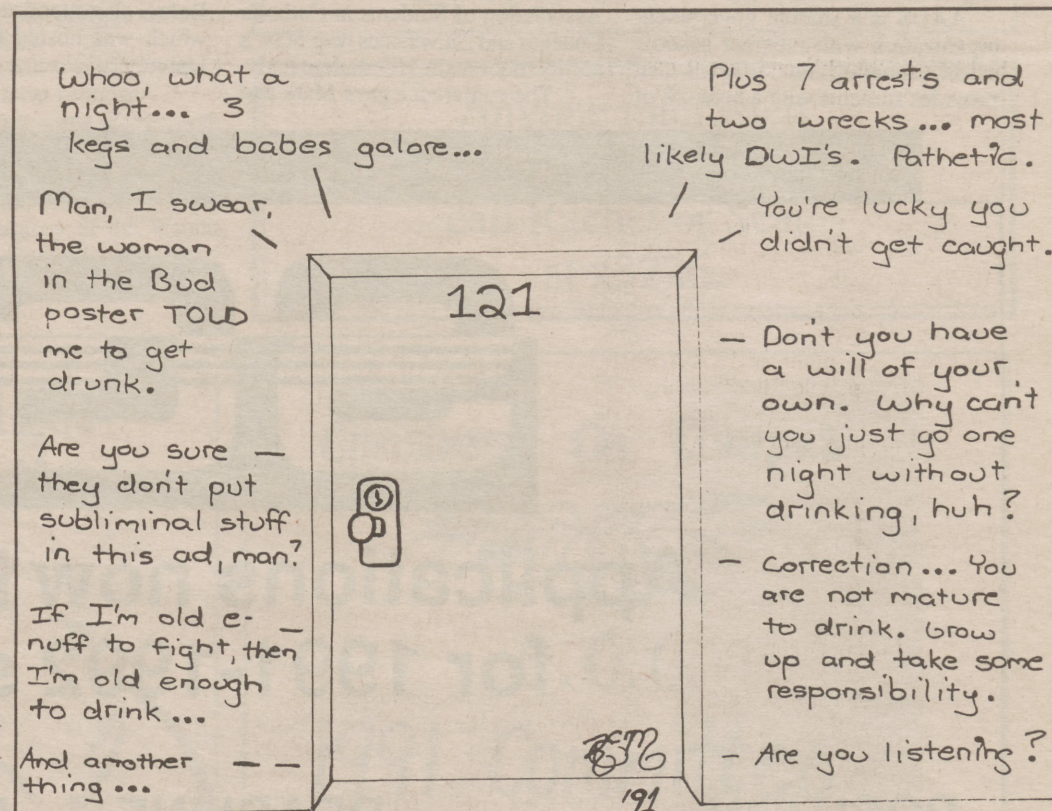 Whoo, what a
night... 3
kegs and babes galore...
Plus 7 arrests and
two wrecks... most
likely DWI's. Pathetic.
Man, I swear,
the woman
in the Bud
poster TOLD
me to get
drunk.
You're lucky you
didn't get caught.
121
Are you sure
they don't put
subliminal stuff
in this ad, man?
— Don't you have
a will of your
own. Why can't
you just go one
night without
drinking, huh?
If I'm old e-
nuff to fight, then
I'm old enough
to drink...
— Correction... You
are not mature
to drink. Grow
up and take some
responsibility.
And another
thing...
— Are you listening?
'91